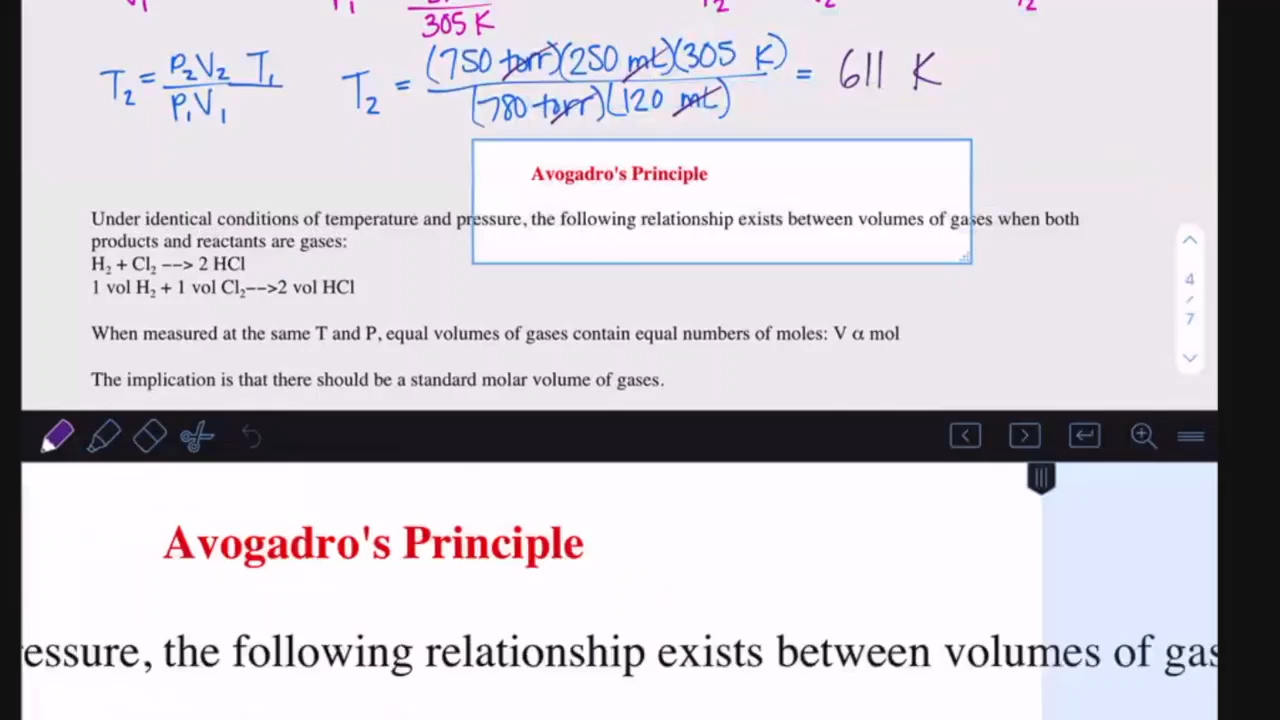 305 K
T₂ = P₂V₂ T₁ / P₁V₁ T₂ = (750 torr)(250 mL)(305 K) / (780 torr)(120 mL) = 611 K
Avogadro's Principle
Under identical conditions of temperature and pressure, the following relationship exists between volumes of gases when both
products and reactants are gases:
H₂ + Cl₂ --> 2 HCl
1 vol H₂ + 1 vol Cl₂-->2 vol HCl
When measured at the same T and P, equal volumes of gases contain equal numbers of moles: V α mol
The implication is that there should be a standard molar volume of gases.
4
/
7
Avogadro's Principle
essure, the following relationship exists between volumes of gas